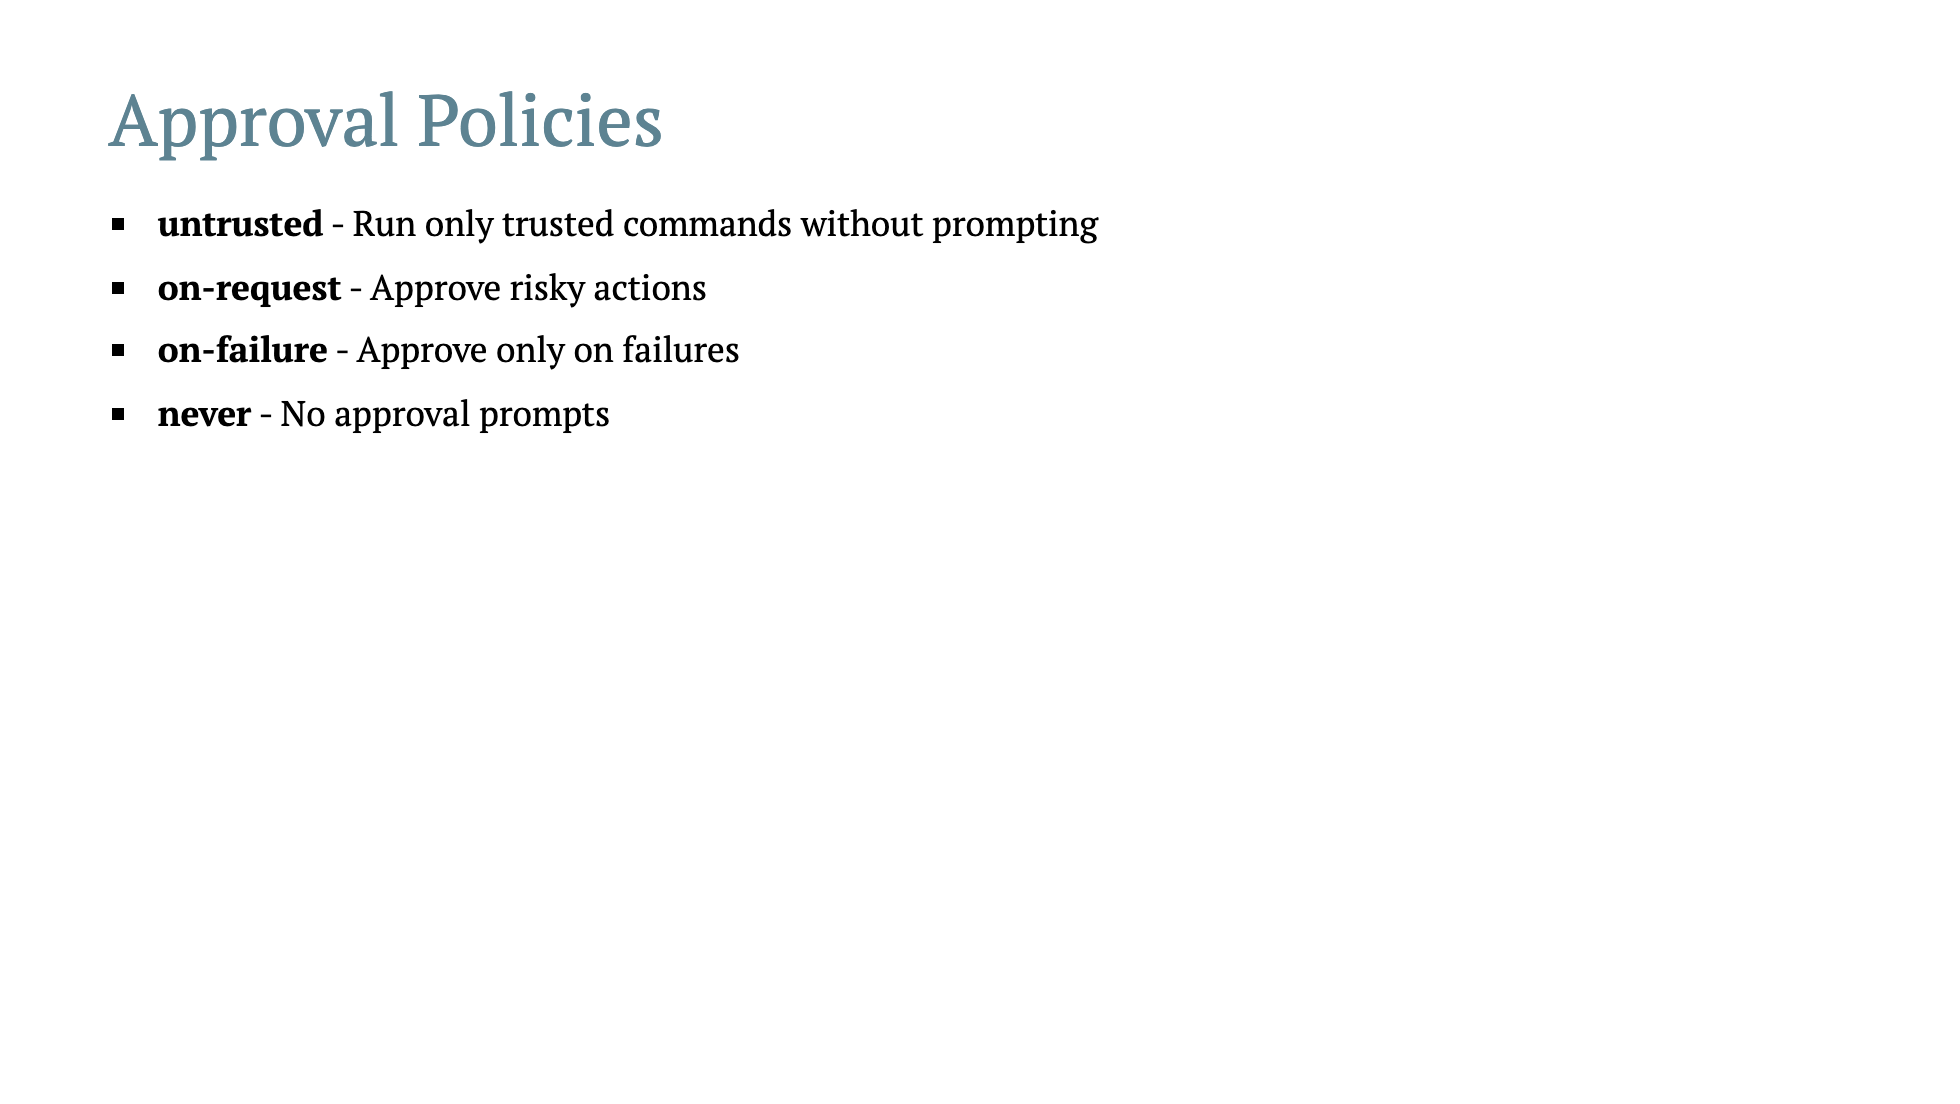 Approval Policies
▪ untrusted - Run only trusted commands without prompting
▪ on-request - Approve risky actions
▪ on-failure - Approve only on failures
▪ never - No approval prompts